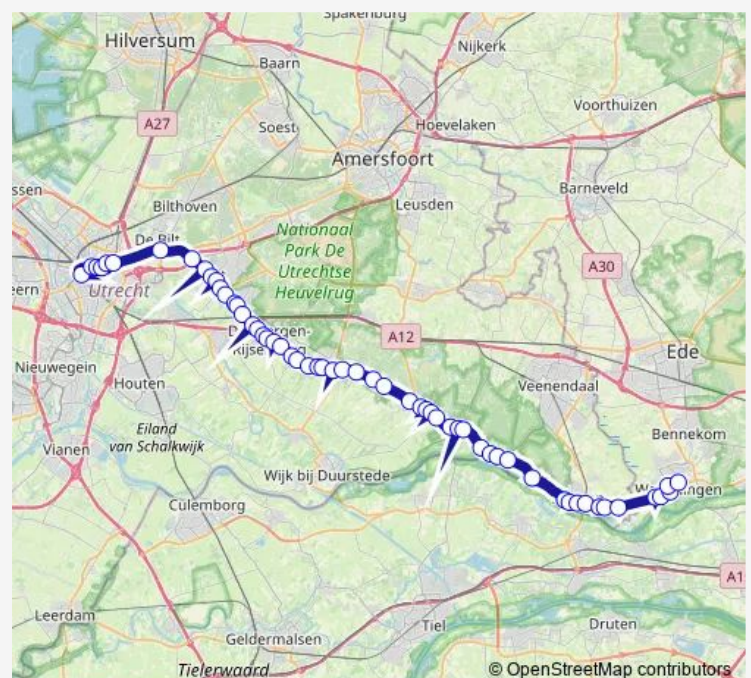 Spakenburg
Hilversum
Nijkerk
Baarn
Voorthuizen
A27
Soest
Hoevelaken
Amersfoort
ssen
Barneveld
Bilthoven
Leusden
Nationaal
Park De
Utrechtse
Heuvelrug
De Bilt
A30
eern
Utrecht
A12
Ede
Nieuwegein
Houten
Veenendaal
Eiland
van Schalkwijk
Bennekom
Vianen
Wijk bij Duurstede
Culemborg
A1
Leerdam
Tiel
Druten
Geldermalsen
Tielerwaard
© OpenStreetMap contributors